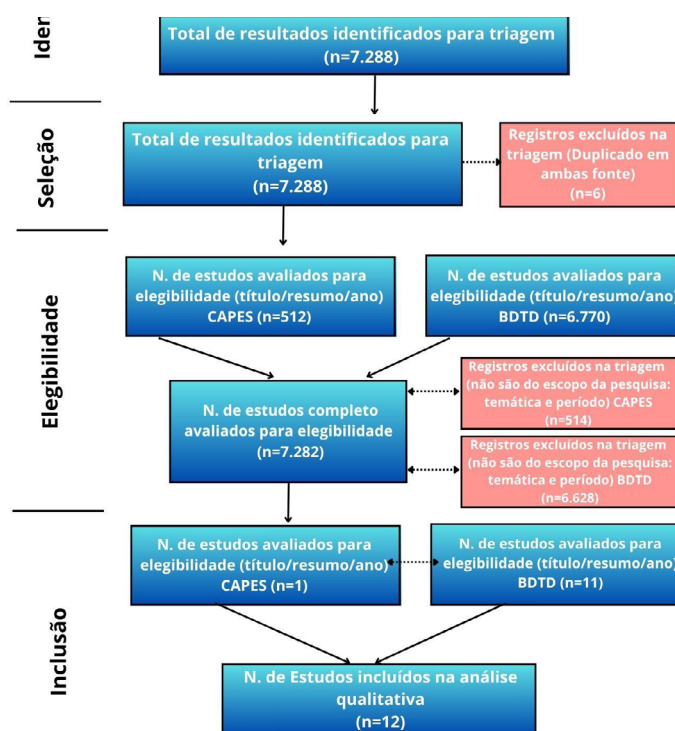 Iden
Total de resultados identificados para triagem
(n=7.288)
Seleção
Total de resultados identificados para
triagem
(n=7.288)
Registros excluídos na
triagem (Duplicado em
ambas fonte)
(n=6)
Elegibilidade
N. de estudos avaliados para
elegibilidade (título/resumo/ano)
CAPES (n=512)
N. de estudos avaliados para
elegibilidade (título/resumo/ano)
BDTD (n=6.770)
N. de estudos completo
avaliados para elegibilidade
(n=7.282)
Registros excluídos na triagem
(não são do escopo da pesquisa:
temática e período) CAPES
(n=514)
Registros excluídos na triagem
(não são do escopo da pesquisa:
temática e período) BDTD
(n=6.628)
Inclusão
N. de estudos avaliados para
elegibilidade (título/resumo/ano)
CAPES (n=1)
N. de estudos avaliados para
elegibilidade (título/resumo/ano)
BDTD (n=11)
N. de Estudos incluídos na análise
qualitativa
(n=12)